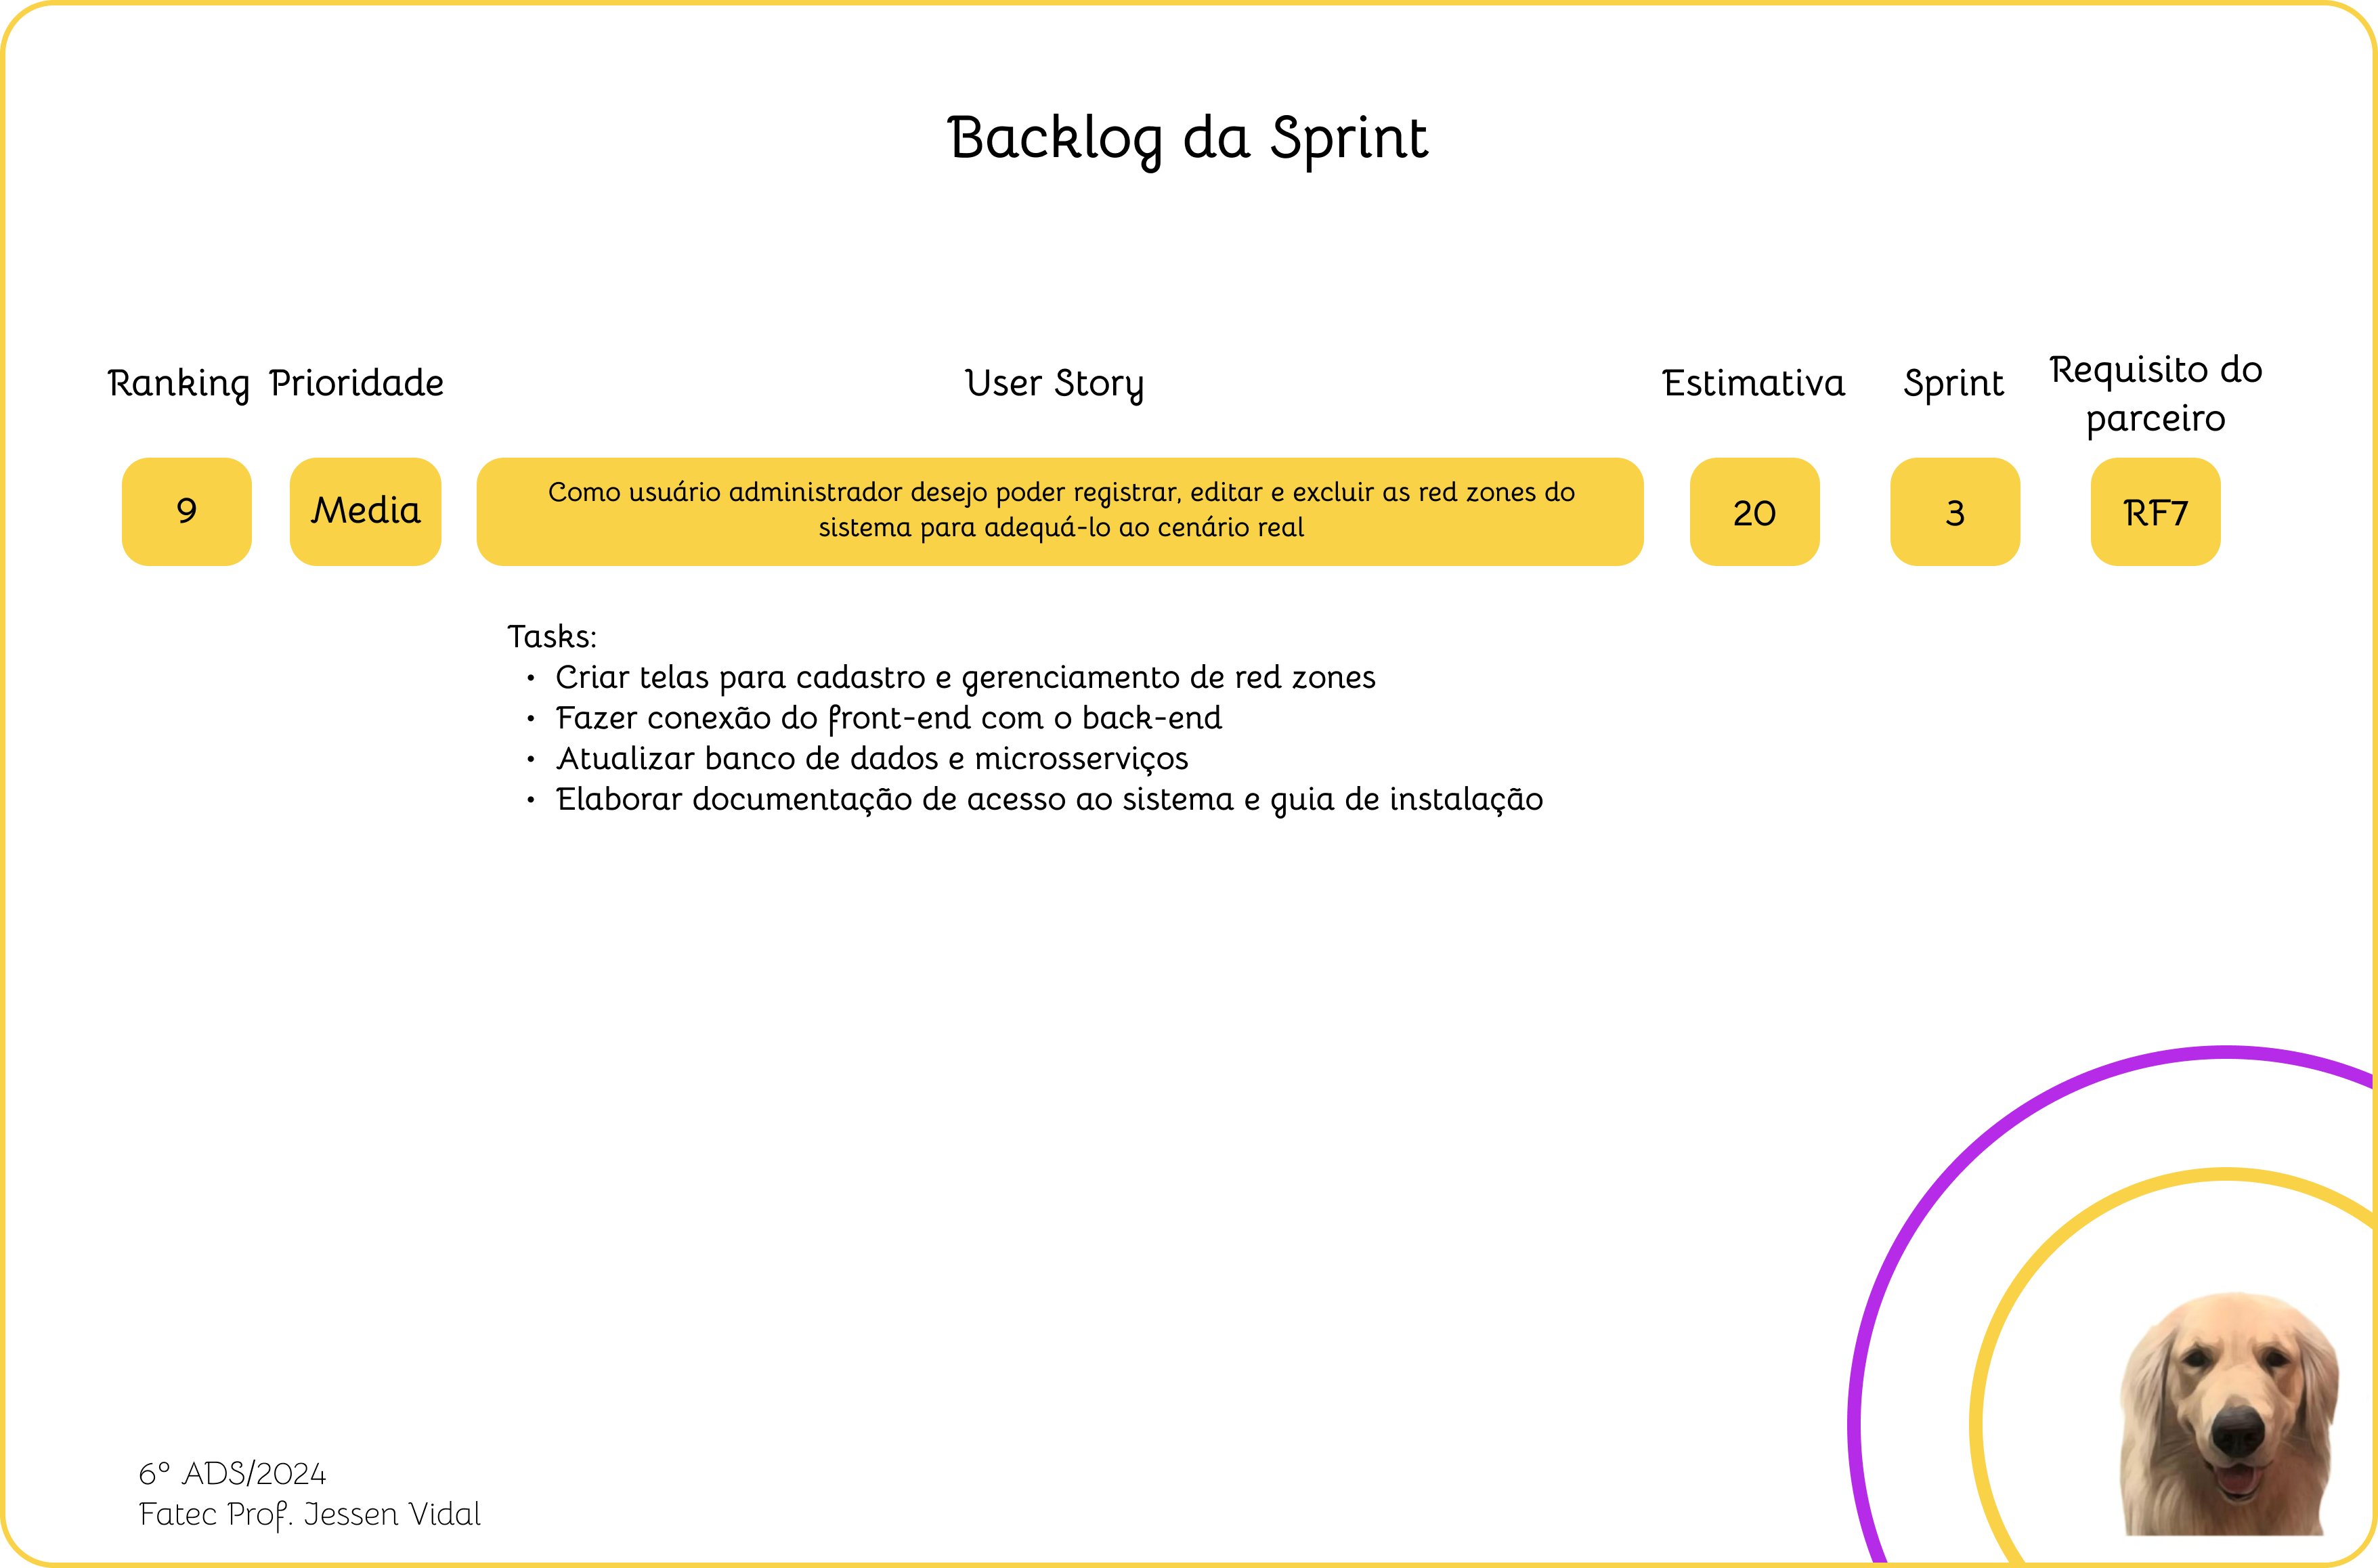 Backlog da Sprint
Ranking Prioridade User Story Estimativa Sprint Requisito do
parceiro
9 Media Como usuário administrador desejo poder registrar, editar e excluir as red zones do
sistema para adequá-lo ao cenário real
20 3 RF7
Tasks:
• Criar telas para cadastro e gerenciamento de red zones
• Fazer conexão do front-end com o back-end
• Atualizar banco de dados e microsserviços
• Elaborar documentação de acesso ao sistema e guia de instalação
6º ADS/2024
Fatec Prof. Jessen Vidal